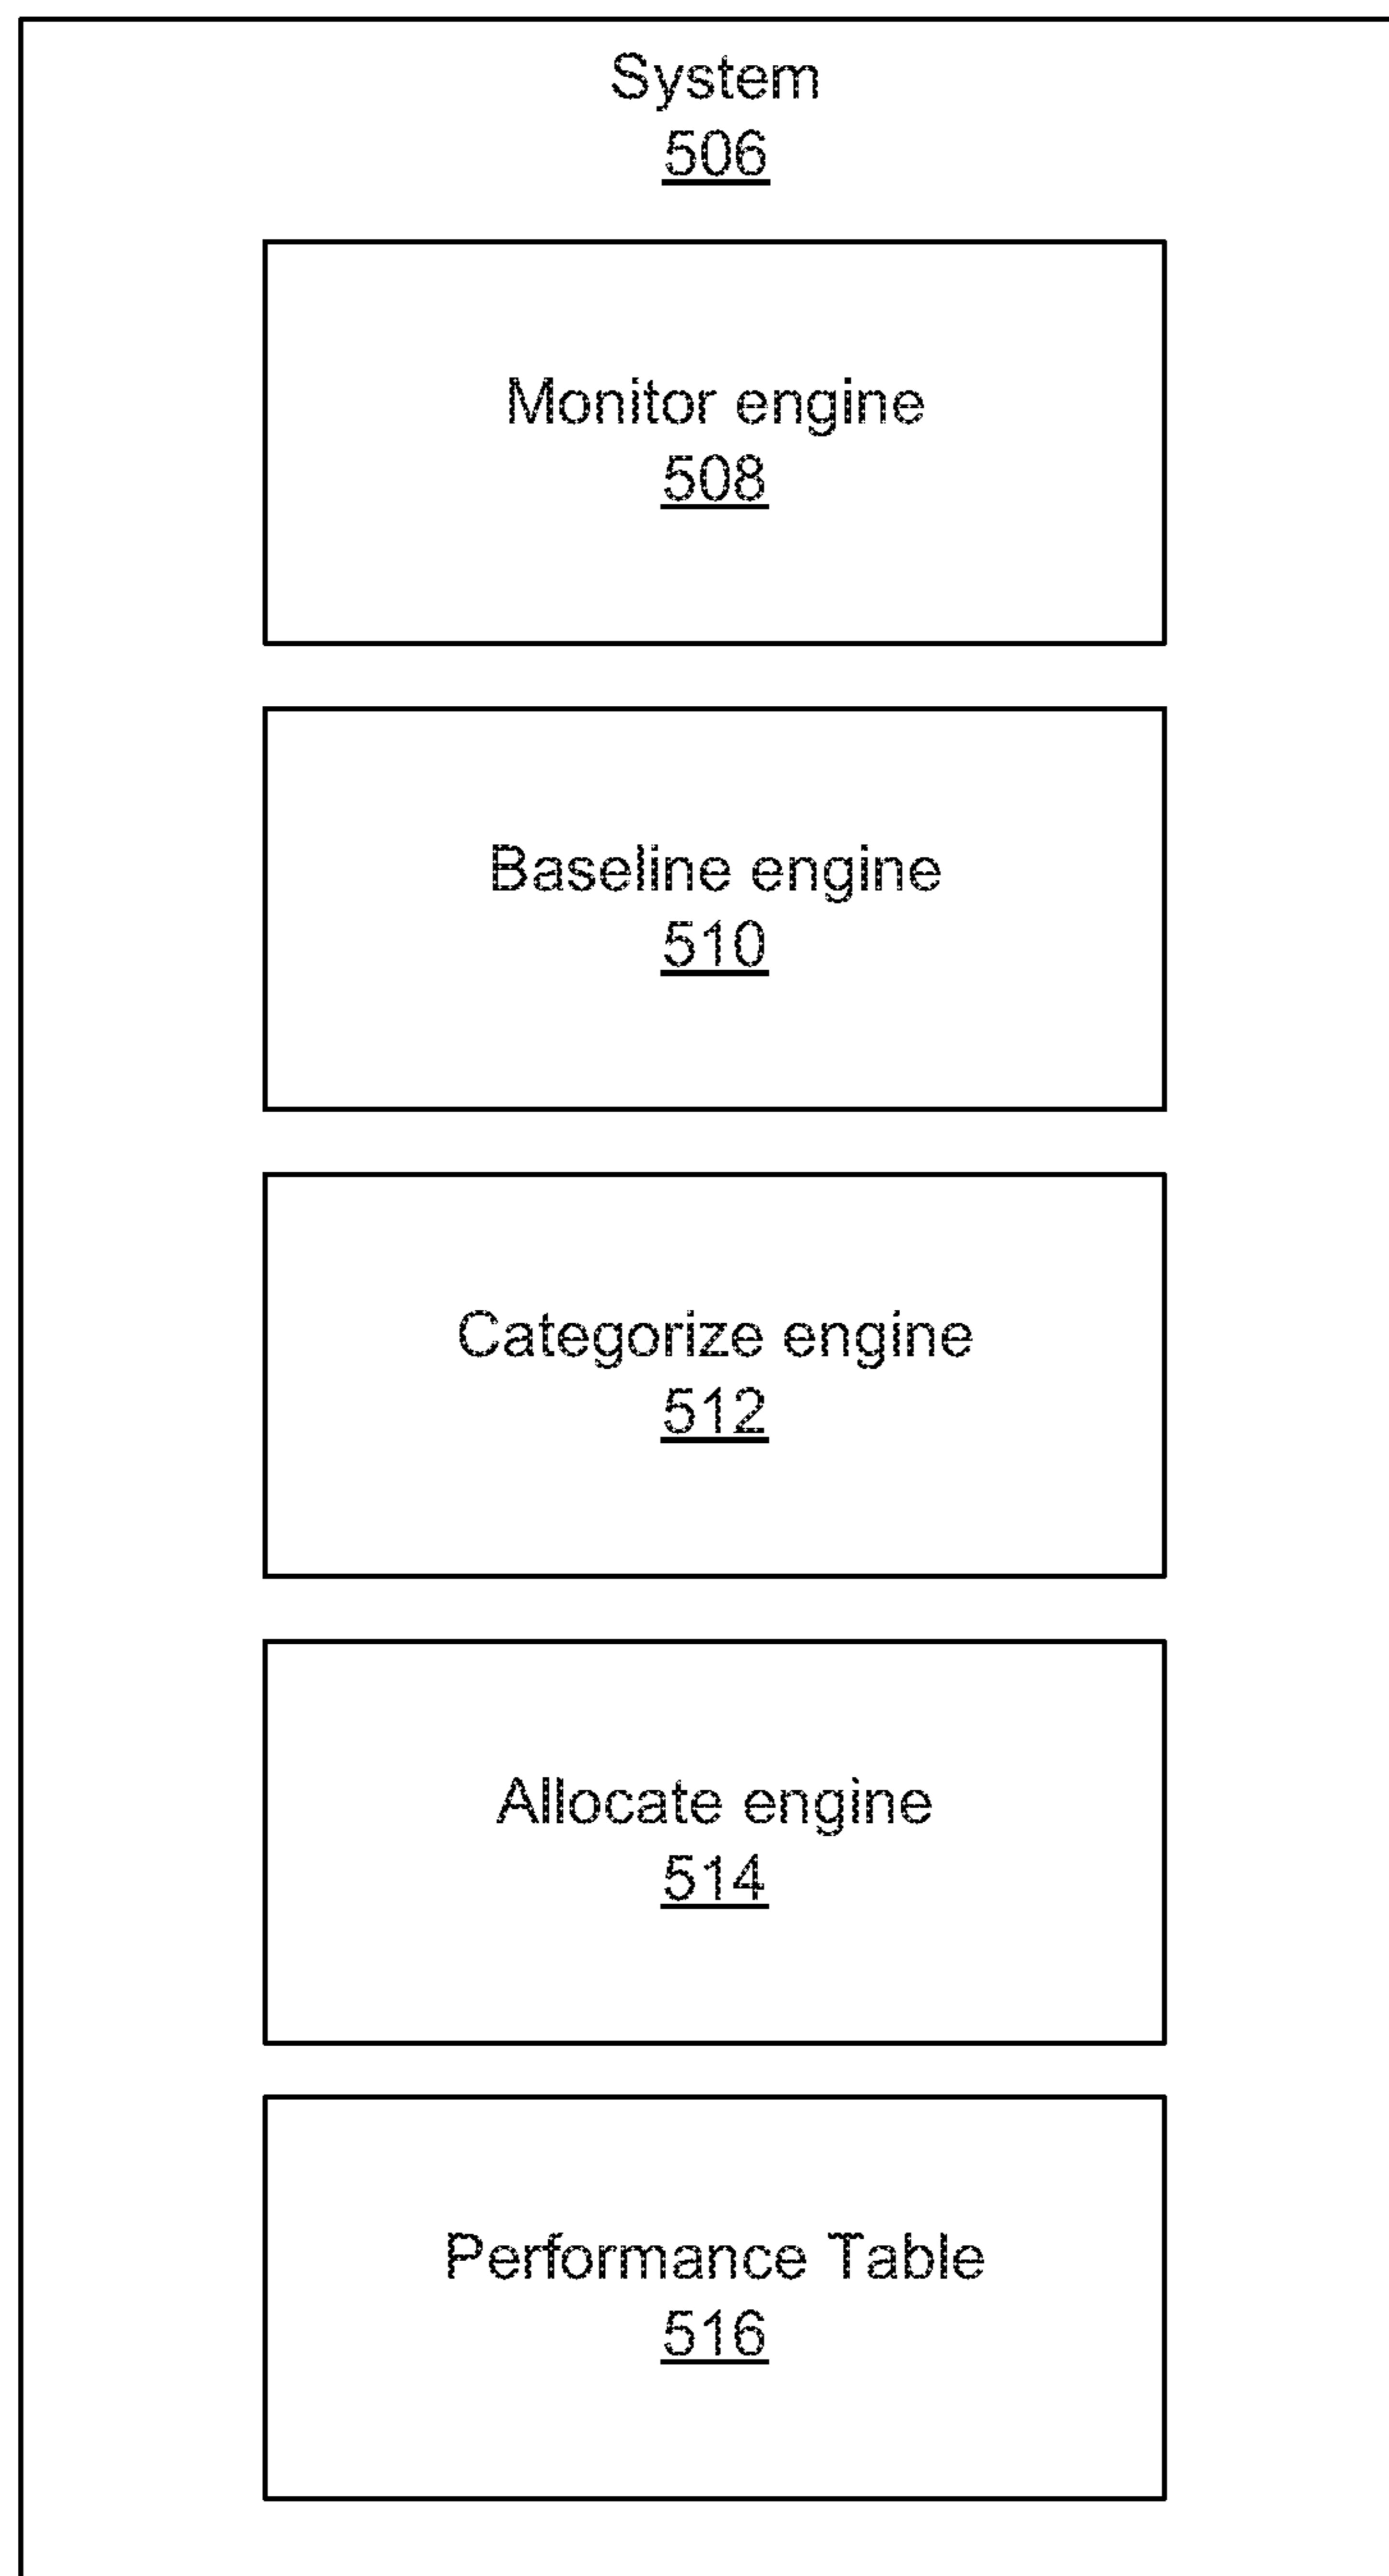 System
506
Monitor engine
508
Baseline engine
510
Categorize engine
512
Allocate engine
514
Performance Table
516